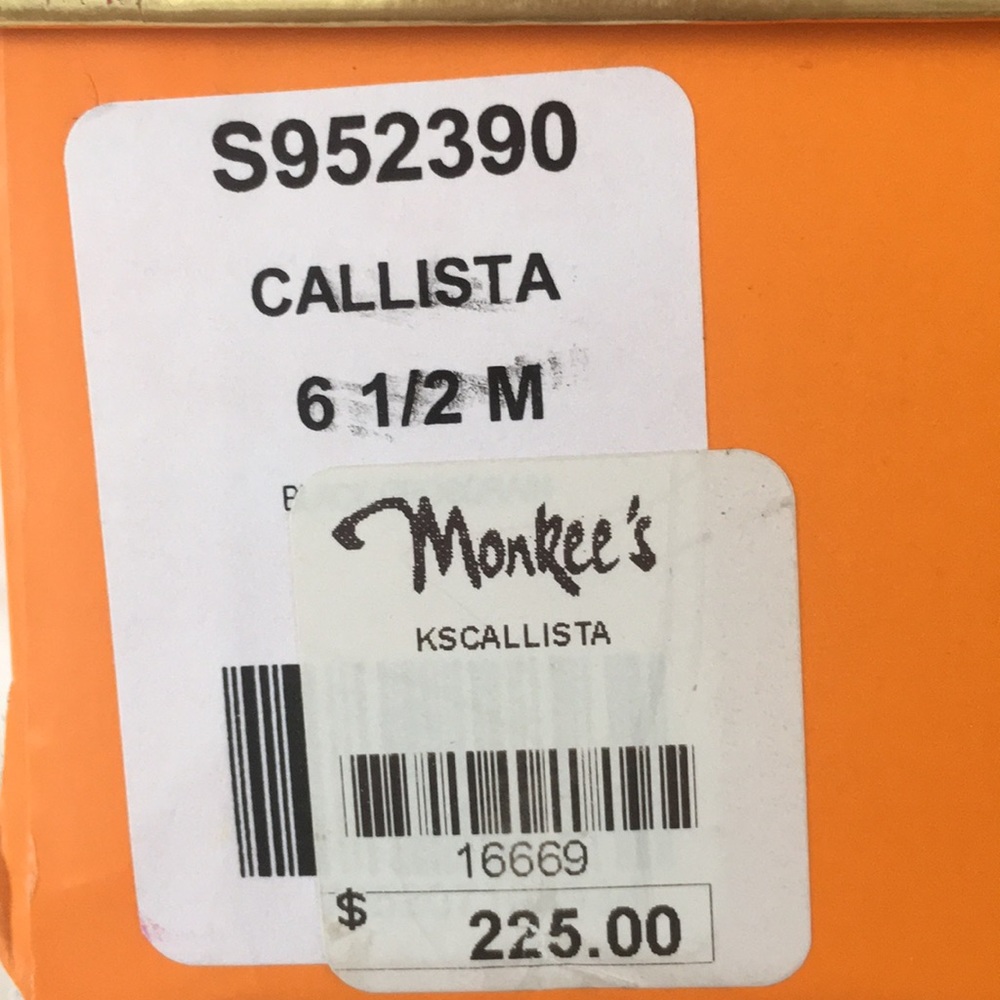 S952390
CALLISTA
6 1/2 M
Monkee's
KSCALLISTA
16669
$ 225.00